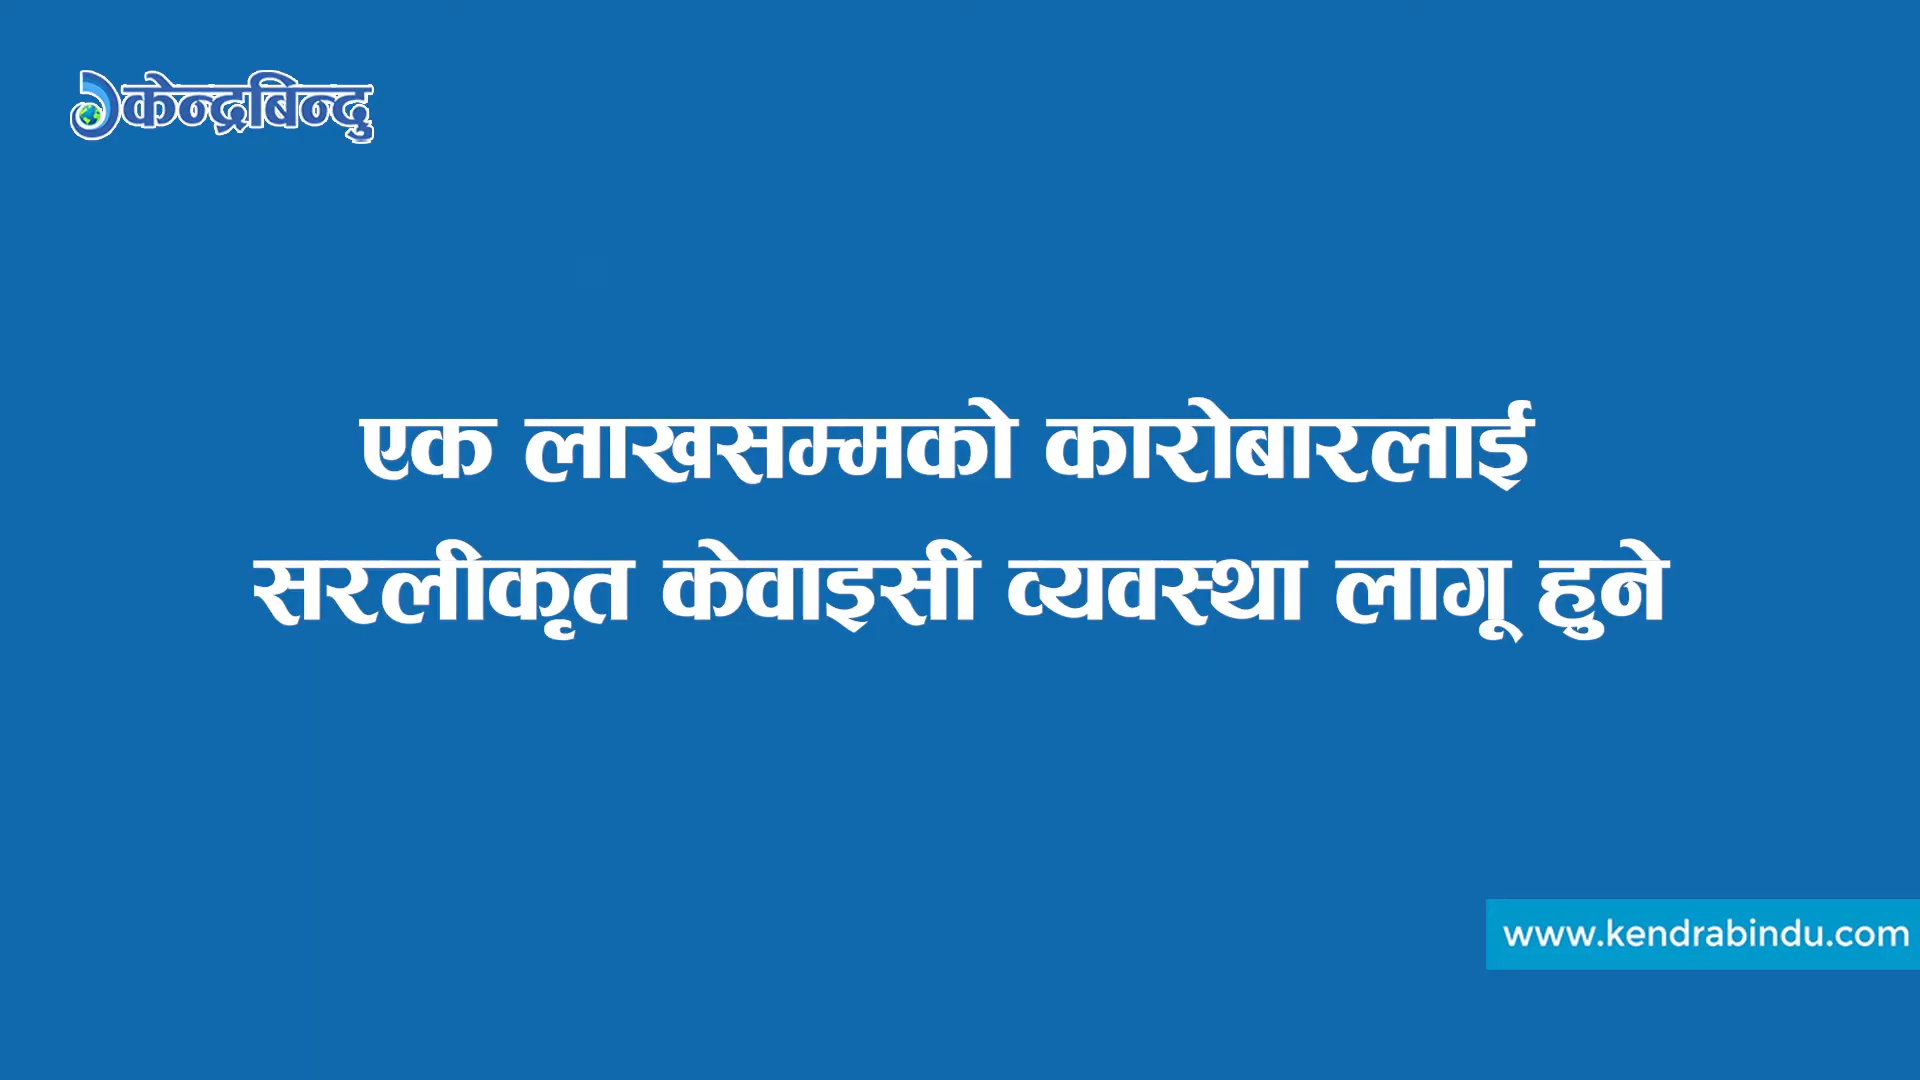 केन्द्रबिन्दु
एक लाखसम्मको कारोबारलाई
सरलीकृत केवाइसी व्यवस्था लागू हुने
www.kendrabindu.com